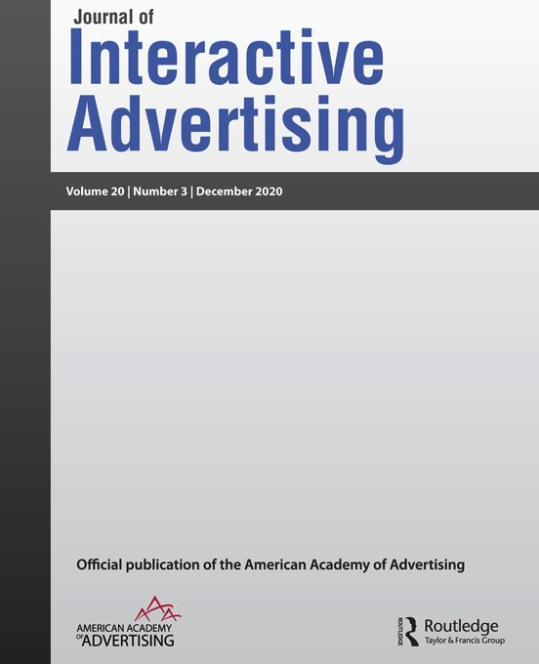 Journal of
Interactive
Advertising
Volume 20 | Number 3 | December 2020
Official publication of the American Academy of Advertising
AMERICAN ACADEMY
OF ADVERTISING
ROUTLEDGE
Routledge
Taylor & Francis Group